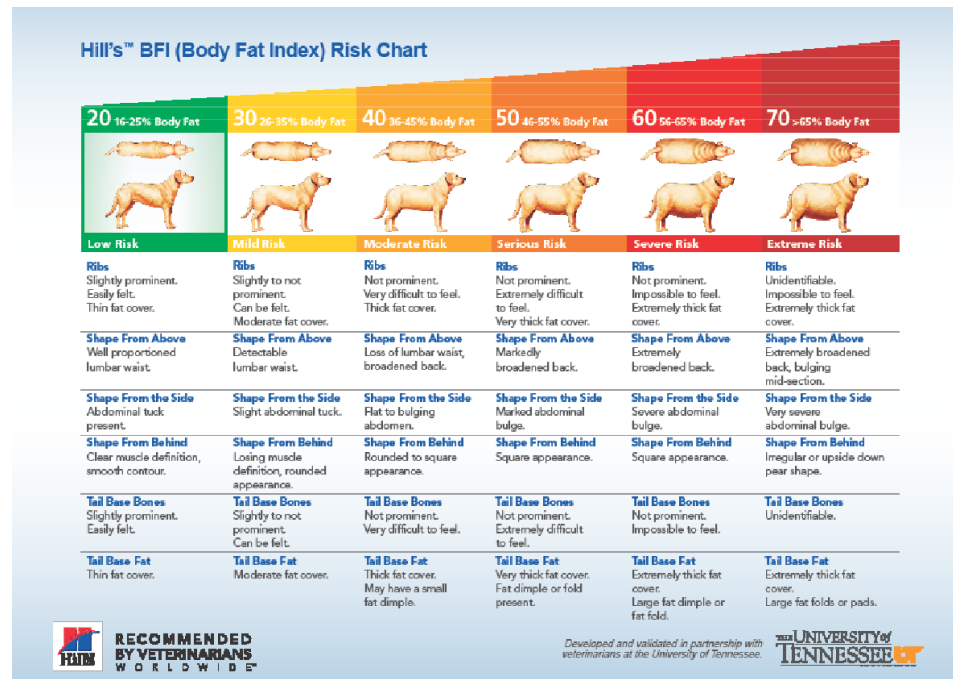 Hill's™ BFI (Body Fat Index) Risk Chart
20 16-25% Body Fat
30 26-35% Body Fat
40 36-45% Body Fat
50 46-55% Body Fat
60 56-65% Body Fat
70 >65% Body Fat
Low Risk
Mild Risk
Moderate Risk
Serious Risk
Severe Risk
Extreme Risk
Ribs
Slightly prominent.
Easily felt.
Thin fat cover.
Ribs
Slightly to not
prominent.
Can be felt.
Moderate fat cover.
Ribs
Not prominent.
Very difficult to feel.
Thick fat cover.
Ribs
Not prominent.
Extremely difficult
to feel.
Very thick fat cover.
Ribs
Not prominent.
Impossible to feel.
Extremely thick fat
cover.
Ribs
Unidentifiable.
Impossible to feel.
Extremely thick fat
cover.
Shape From Above
Well proportioned
lumbar waist.
Shape From Above
Detectable
lumbar waist.
Shape From Above
Loss of lumbar waist,
broadened back.
Shape From Above
Markedly
broadened back.
Shape From Above
Extremely
broadened back.
Shape From Above
Extremely broadened
back, bulging
mid-section.
Shape From the Side
Abdominal tuck
present.
Shape From the Side
Slight abdominal tuck.
Shape From the Side
Flat to bulging
abdomen.
Shape From the Side
Marked abdominal
bulge.
Shape From the Side
Severe abdominal
bulge.
Shape From the Side
Very severe
abdominal bulge.
Shape From Behind
Clear muscle definition,
smooth contour.
Shape From Behind
Losing muscle
definition, rounded
appearance.
Shape From Behind
Rounded to square
appearance.
Shape From Behind
Square appearance.
Shape From Behind
Square appearance.
Shape From Behind
Irregular or upside down
pear shape.
Tail Base Bones
Slightly prominent.
Easily felt.
Tail Base Bones
Slightly to not
prominent.
Can be felt.
Tail Base Bones
Not prominent.
Very difficult to feel.
Tail Base Bones
Not prominent.
Extremely difficult
to feel.
Tail Base Bones
Not prominent.
Impossible to feel.
Tail Base Bones
Unidentifiable.
Tail Base Fat
Thin fat cover.
Tail Base Fat
Moderate fat cover.
Tail Base Fat
Thick fat cover.
May have a small
fat dimple.
Tail Base Fat
Very thick fat cover.
Fat dimple or fold
present.
Tail Base Fat
Extremely thick fat
cover.
Large fat dimple or
fat fold.
Tail Base Fat
Extremely thick fat
cover.
Large fat folds or pads.
Hill's
RECOMMENDED
BY VETERINARIANS
WORLDWIDE™
Developed and validated in partnership with
veterinarians at the University of Tennessee.
THE UNIVERSITY of
TENNESSEE UT